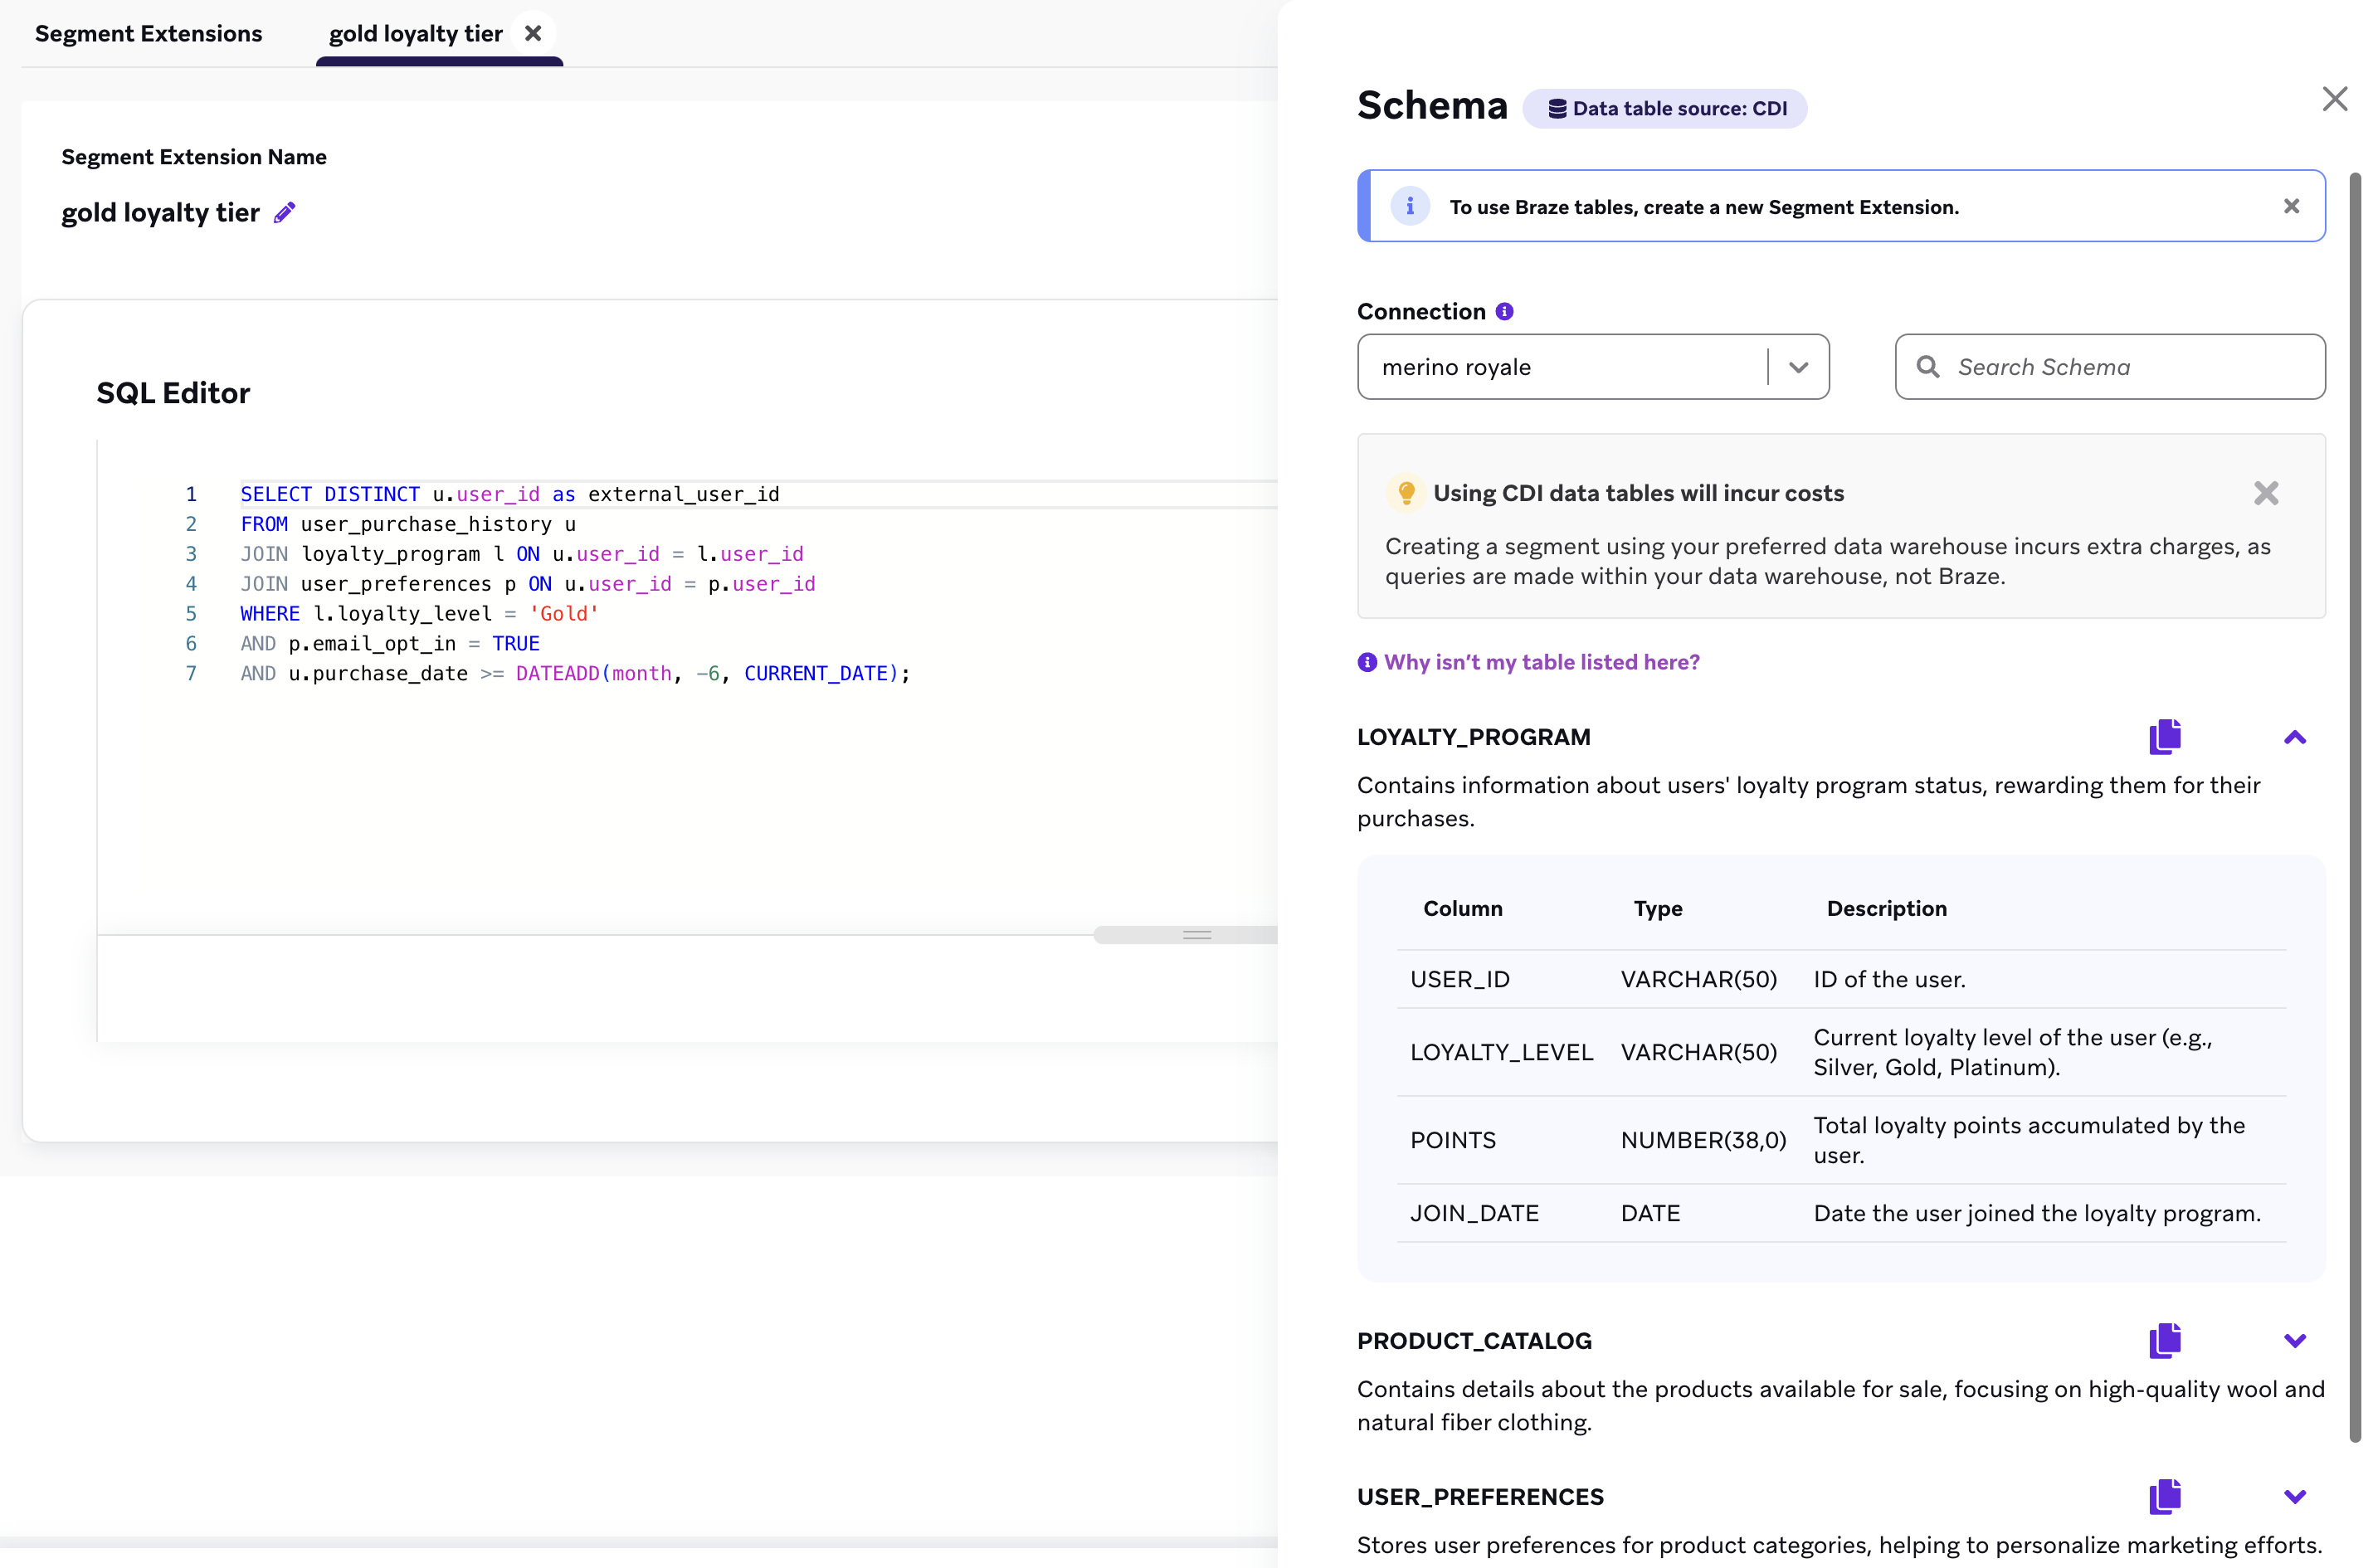 Segment Extensions
gold loyalty tier
Segment Extension Name
gold loyalty tier
SQL Editor
1 SELECT DISTINCT u.user_id as external_user_id
2 FROM user_purchase_history u
3 JOIN loyalty_program l ON u.user_id = l.user_id
4 JOIN user_preferences p ON u.user_id = p.user_id
5 WHERE l.loyalty_level = 'Gold'
6 AND p.email_opt_in = TRUE
7 AND u.purchase_date >= DATEADD(month, -6, CURRENT_DATE);
Schema
Data table source: CDI
To use Braze tables, create a new Segment Extension.
Connection
merino royale
Search Schema
Using CDI data tables will incur costs
Creating a segment using your preferred data warehouse incurs extra charges, as
queries are made within your data warehouse, not Braze.
Why isn’t my table listed here?
LOYALTY_PROGRAM
Contains information about users' loyalty program status, rewarding them for their
purchases.
Column Type Description
USER_ID VARCHAR(50) ID of the user.
LOYALTY_LEVEL VARCHAR(50) Current loyalty level of the user (e.g.,
Silver, Gold, Platinum).
POINTS NUMBER(38,0) Total loyalty points accumulated by the
user.
JOIN_DATE DATE Date the user joined the loyalty program.
PRODUCT_CATALOG
Contains details about the products available for sale, focusing on high-quality wool and
natural fiber clothing.
USER_PREFERENCES
Stores user preferences for product categories, helping to personalize marketing efforts.